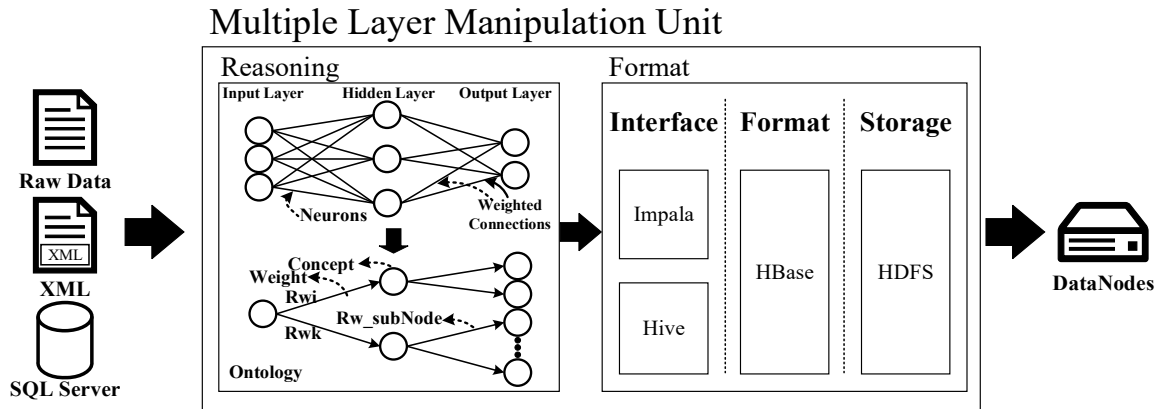 Multiple Layer Manipulation Unit
Raw Data
XML
XML
SQL Server
Reasoning
Input Layer
Hidden Layer
Output Layer
Neurons
Weighted
Connections
Concept
Weight
Rwi
Rwk
Rw_subNode
Ontology
Format
Interface
Format
Storage
Impala
Hive
HBase
HDFS
DataNodes